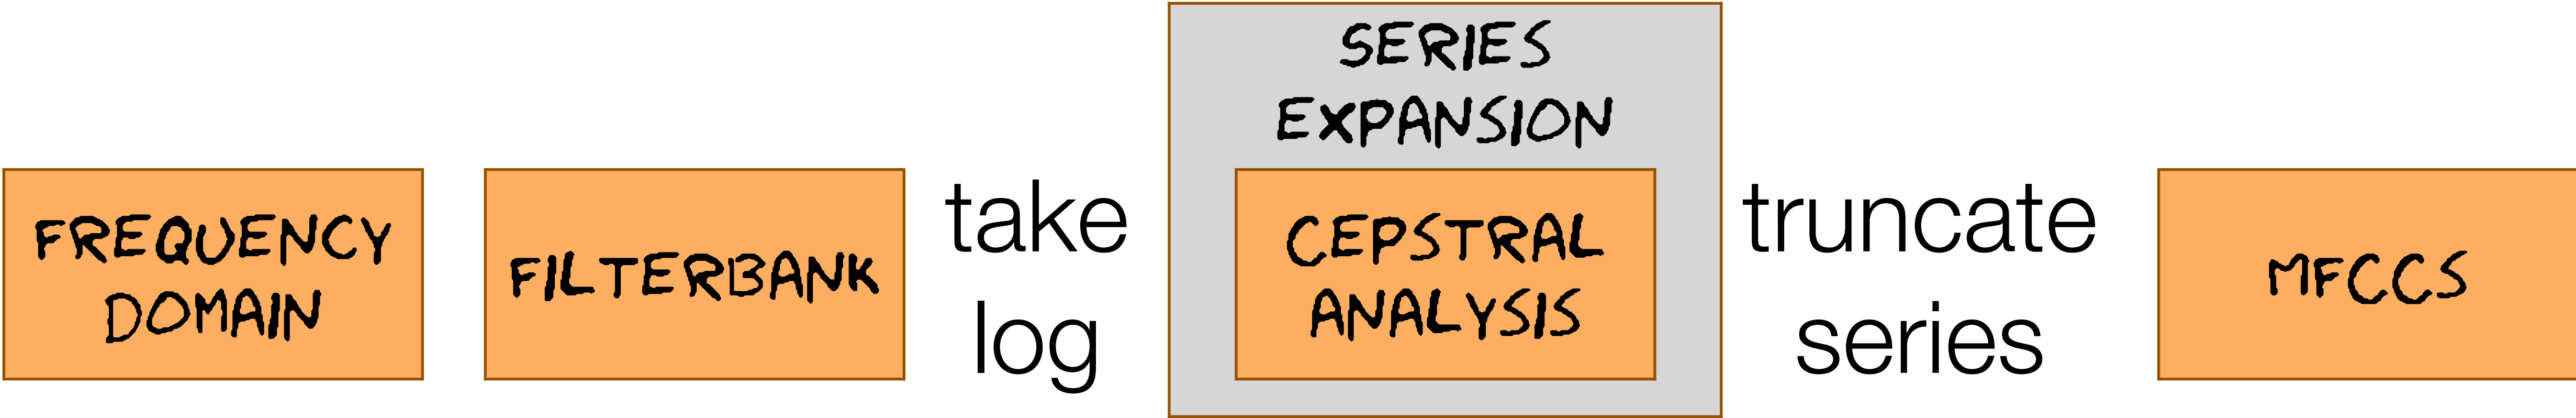 FREQUENCY
DOMAIN
FILTERBANK
take
log
SERIES
EXPANSION
CEPSTRAL
ANALYSIS
truncate
series
MFCCS